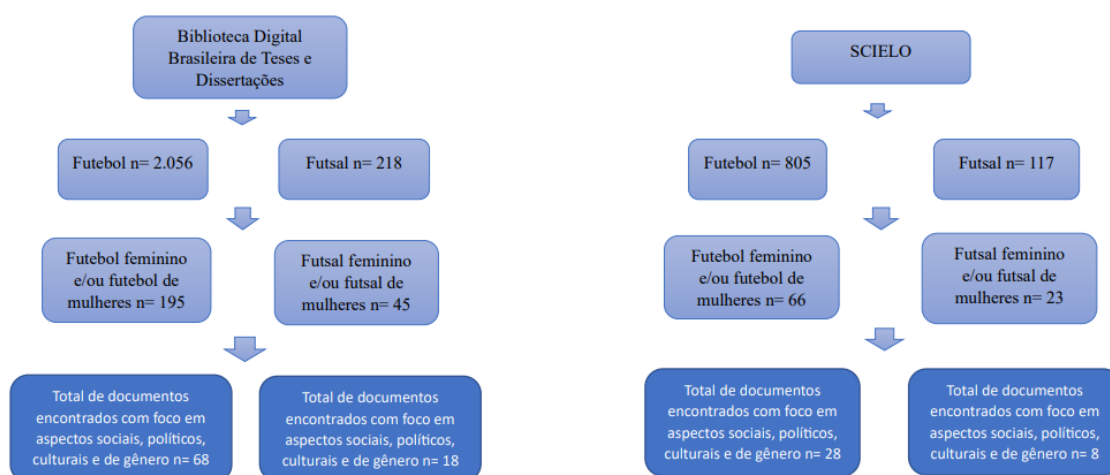 Biblioteca Digital
Brasileira de Teses e
Dissertações
Futebol n= 2.056
Futsal n= 218
Futebol feminino
e/ou futebol de
mulheres n= 195
Futsal feminino
e/ou futsal de
mulheres n= 45
Total de documentos
encontrados com foco em
aspectos sociais, políticos,
culturais e de gênero n= 68
Total de documentos
encontrados com foco em
aspectos sociais, políticos,
culturais e de gênero n= 18
SCIELO
Futebol n= 805
Futsal n= 117
Futebol feminino
e/ou futebol de
mulheres n= 66
Futsal feminino
e/ou futsal de
mulheres n= 23
Total de documentos
encontrados com foco em
aspectos sociais, políticos,
culturais e de gênero n= 28
Total de documentos
encontrados com foco em
aspectos sociais, políticos,
culturais e de gênero n= 8